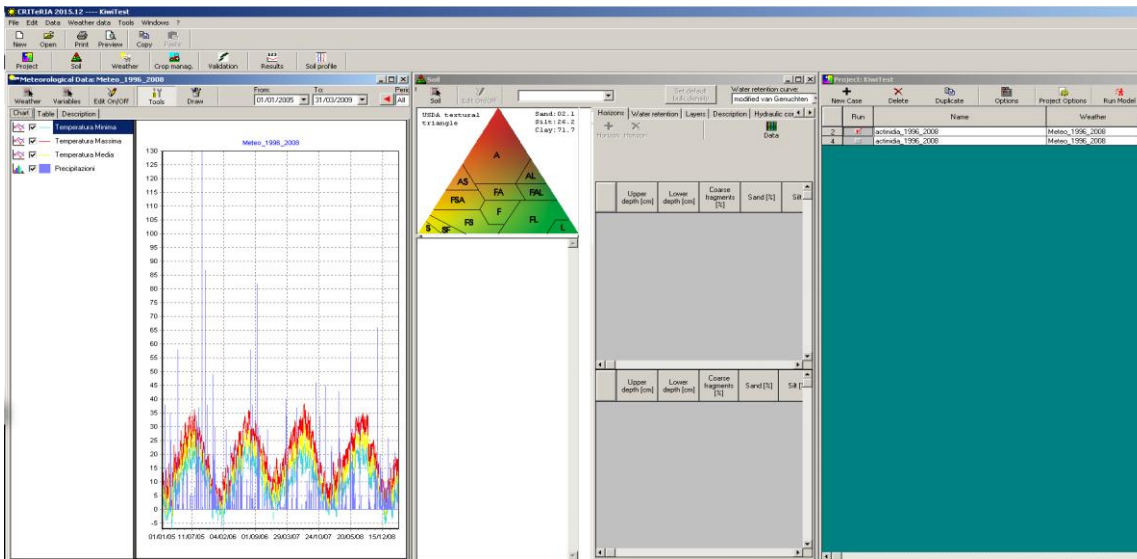 CRITeRIA 2015.12 ---- KiwiTest
File Edit Data Weather data Tools Windows ?
New Open Print Preview Copy Paste
Project Soil Weather Crop manag. Validation Results Soil profile
Meteorological Data: Meteo_1996_2008
Weather Variables Edit On/Off Tools Draw
From: 01/01/2005
To: 31/03/2009
All
Chart Table Description
Temperatura Minima
Temperatura Massima
Temperatura Media
Precipitazioni
Meteo_1996_2008
130
125
120
115
110
105
100
95
90
85
80
75
70
65
60
55
50
45
40
35
30
25
20
15
10
5
0
-5
01/01/05 11/07/05 04/02/06 01/09/06 29/03/07 24/10/07 20/05/08 15/12/08
Soil
Soil Edit On/Off
Set default bulk density
Water retention curve:
modified van Genuchten
USDA textural triangle
Sand:02.1
Silt:26.2
Clay:71.7
A
AS AL
FSA FA FAL
F
S SF FS FL L
Horizons Water retention Layers Description
Horizon Horizon Data
Upper depth [cm] Lower depth [cm] Coarse fragments [%] Sand [%]
Upper depth [cm] Lower depth [cm] Coarse fragments [%] Sand [%]
Project: KiwiTest
New Case Delete Duplicate Options Project Options Run Model
Run Name Weather
2 actinidia_1996_2008 Meteo_1996_2008
4 actinidia_1996_2008 Meteo_1996_2008